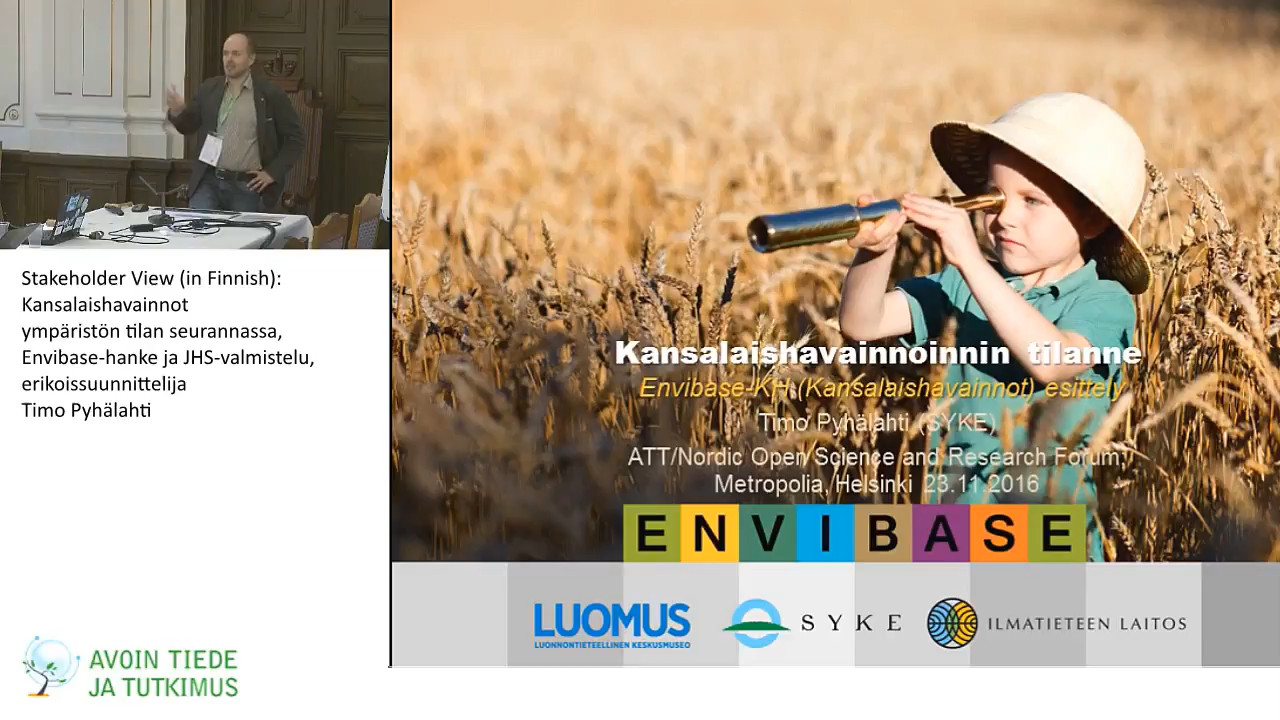 Stakeholder View (in Finnish):
Kansalaishavainnot
ympäristön tilan seurannassa,
Envibase-hanke ja JHS-valmistelu,
erikoissuunnittelija
Timo Pyhälahti
AVOIN TIEDE
JA TUTKIMUS
Kansalaishavainnoinnin tilanne
Envibase-KH (Kansalaishavainnot) esittely
Timo Pyhälahti (SYKE)
ATT/Nordic Open Science and Research Forum,
Metropolia, Helsinki 23.11.2016
ENVIBASE
LUOMUS
LUONNONTIETEELLINEN KESKUSMUSEO
SYKE
ILMATIETEEN LAITOS